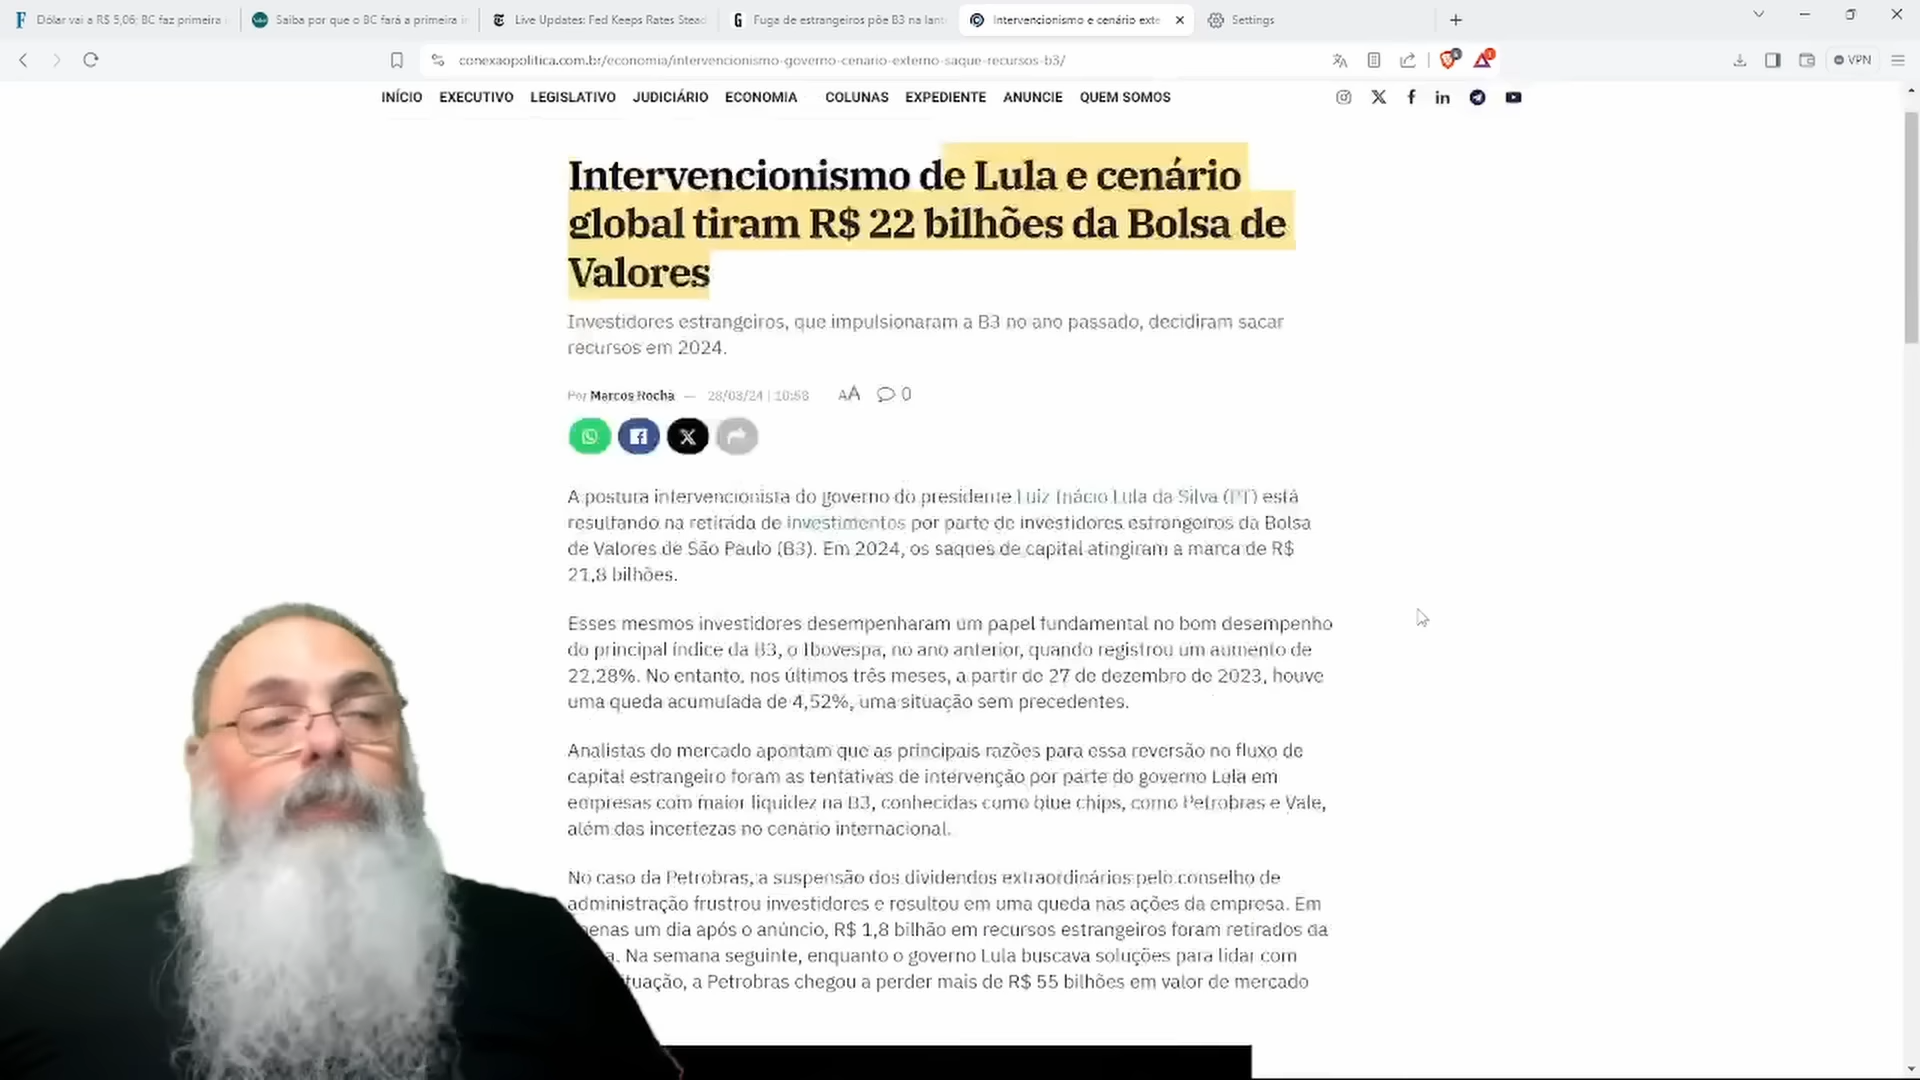 Dólar vai a R$ 5,06; BC faz primeira
Saiba por que o BC fará a primeira in
Live Updates: Fed Keeps Rates Stead
Fuga de estrangeiros põe B3 na lant
Intervencionismo e cenário exte
Settings
conexaopolitica.com.br/economia/intervencionismo-governo-cenario-externo-saque-recursos-b3/
VPN
INÍCIO EXECUTIVO LEGISLATIVO JUDICIÁRIO ECONOMIA COLUNAS EXPEDIENTE ANUNCIE QUEM SOMOS
Intervencionismo de Lula e cenário
global tiram R$ 22 bilhões da Bolsa de
Valores
Investidores estrangeiros, que impulsionaram a B3 no ano passado, decidiram sacar
recursos em 2024.
Por Marcos Rocha — 28/03/24 | 10:58 AA 0
A postura intervencionista do governo do presidente Luiz Inácio Lula da Silva (PT) está
resultando na retirada de investimentos por parte de investidores estrangeiros da Bolsa
de Valores de São Paulo (B3). Em 2024, os saques de capital atingiram a marca de R$
21,8 bilhões.
Esses mesmos investidores desempenharam um papel fundamental no bom desempenho
do principal índice da B3, o Ibovespa, no ano anterior, quando registrou um aumento de
22,28%. No entanto, nos últimos três meses, a partir de 27 de dezembro de 2023, houve
uma queda acumulada de 4,52%, uma situação sem precedentes.
Analistas do mercado apontam que as principais razões para essa reversão no fluxo de
capital estrangeiro foram as tentativas de intervenção por parte do governo Lula em
empresas com maior liquidez na B3, conhecidas como blue chips, como Petrobras e Vale,
além das incertezas no cenário internacional.
No caso da Petrobras, a suspensão dos dividendos extraordinários pelo conselho de
administração frustrou investidores e resultou em uma queda nas ações da empresa. Em
enas um dia após o anúncio, R$ 1,8 bilhão em recursos estrangeiros foram retirados da
a. Na semana seguinte, enquanto o governo Lula buscava soluções para lidar com
tuação, a Petrobras chegou a perder mais de R$ 55 bilhões em valor de mercado